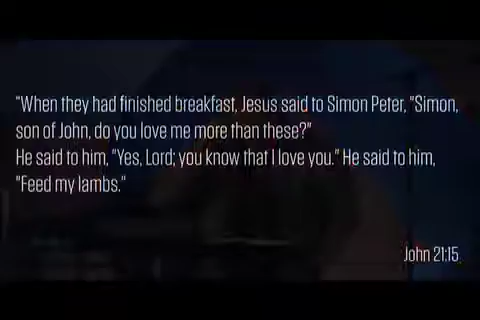 "When they had finished breakfast, Jesus said to Simon Peter, "Simon,
son of John, do you love me more than these?"
He said to him, "Yes, Lord; you know that I love you." He said to him,
"Feed my lambs."
John 21:15